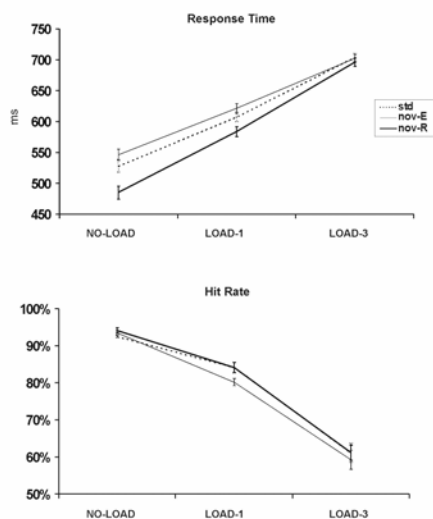 Response Time
750
700
650
600
550
500
450
ms
NO-LOAD LOAD-1 LOAD-3
std
nov-E
nov-R
Hit Rate
100%
90%
80%
70%
60%
50%
NO-LOAD LOAD-1 LOAD-3